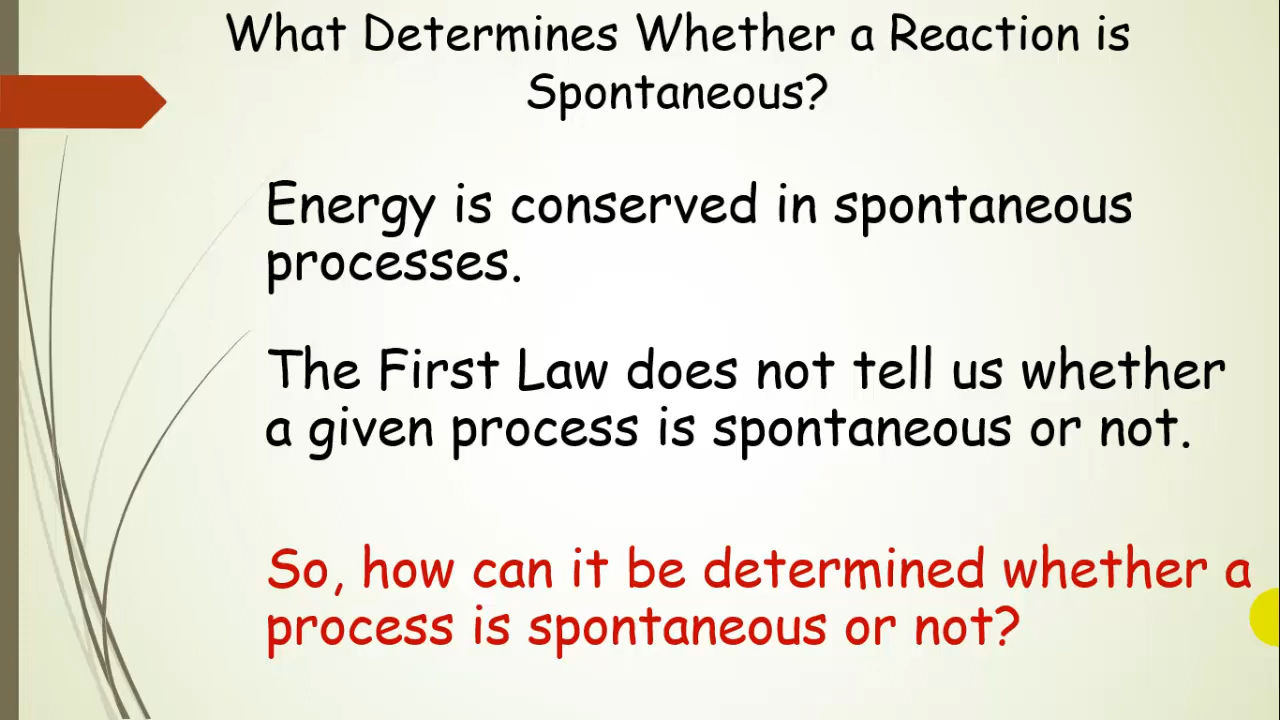 What Determines Whether a Reaction is
Spontaneous?
Energy is conserved in spontaneous
processes.
The First Law does not tell us whether
a given process is spontaneous or not.
So, how can it be determined whether a
process is spontaneous or not?